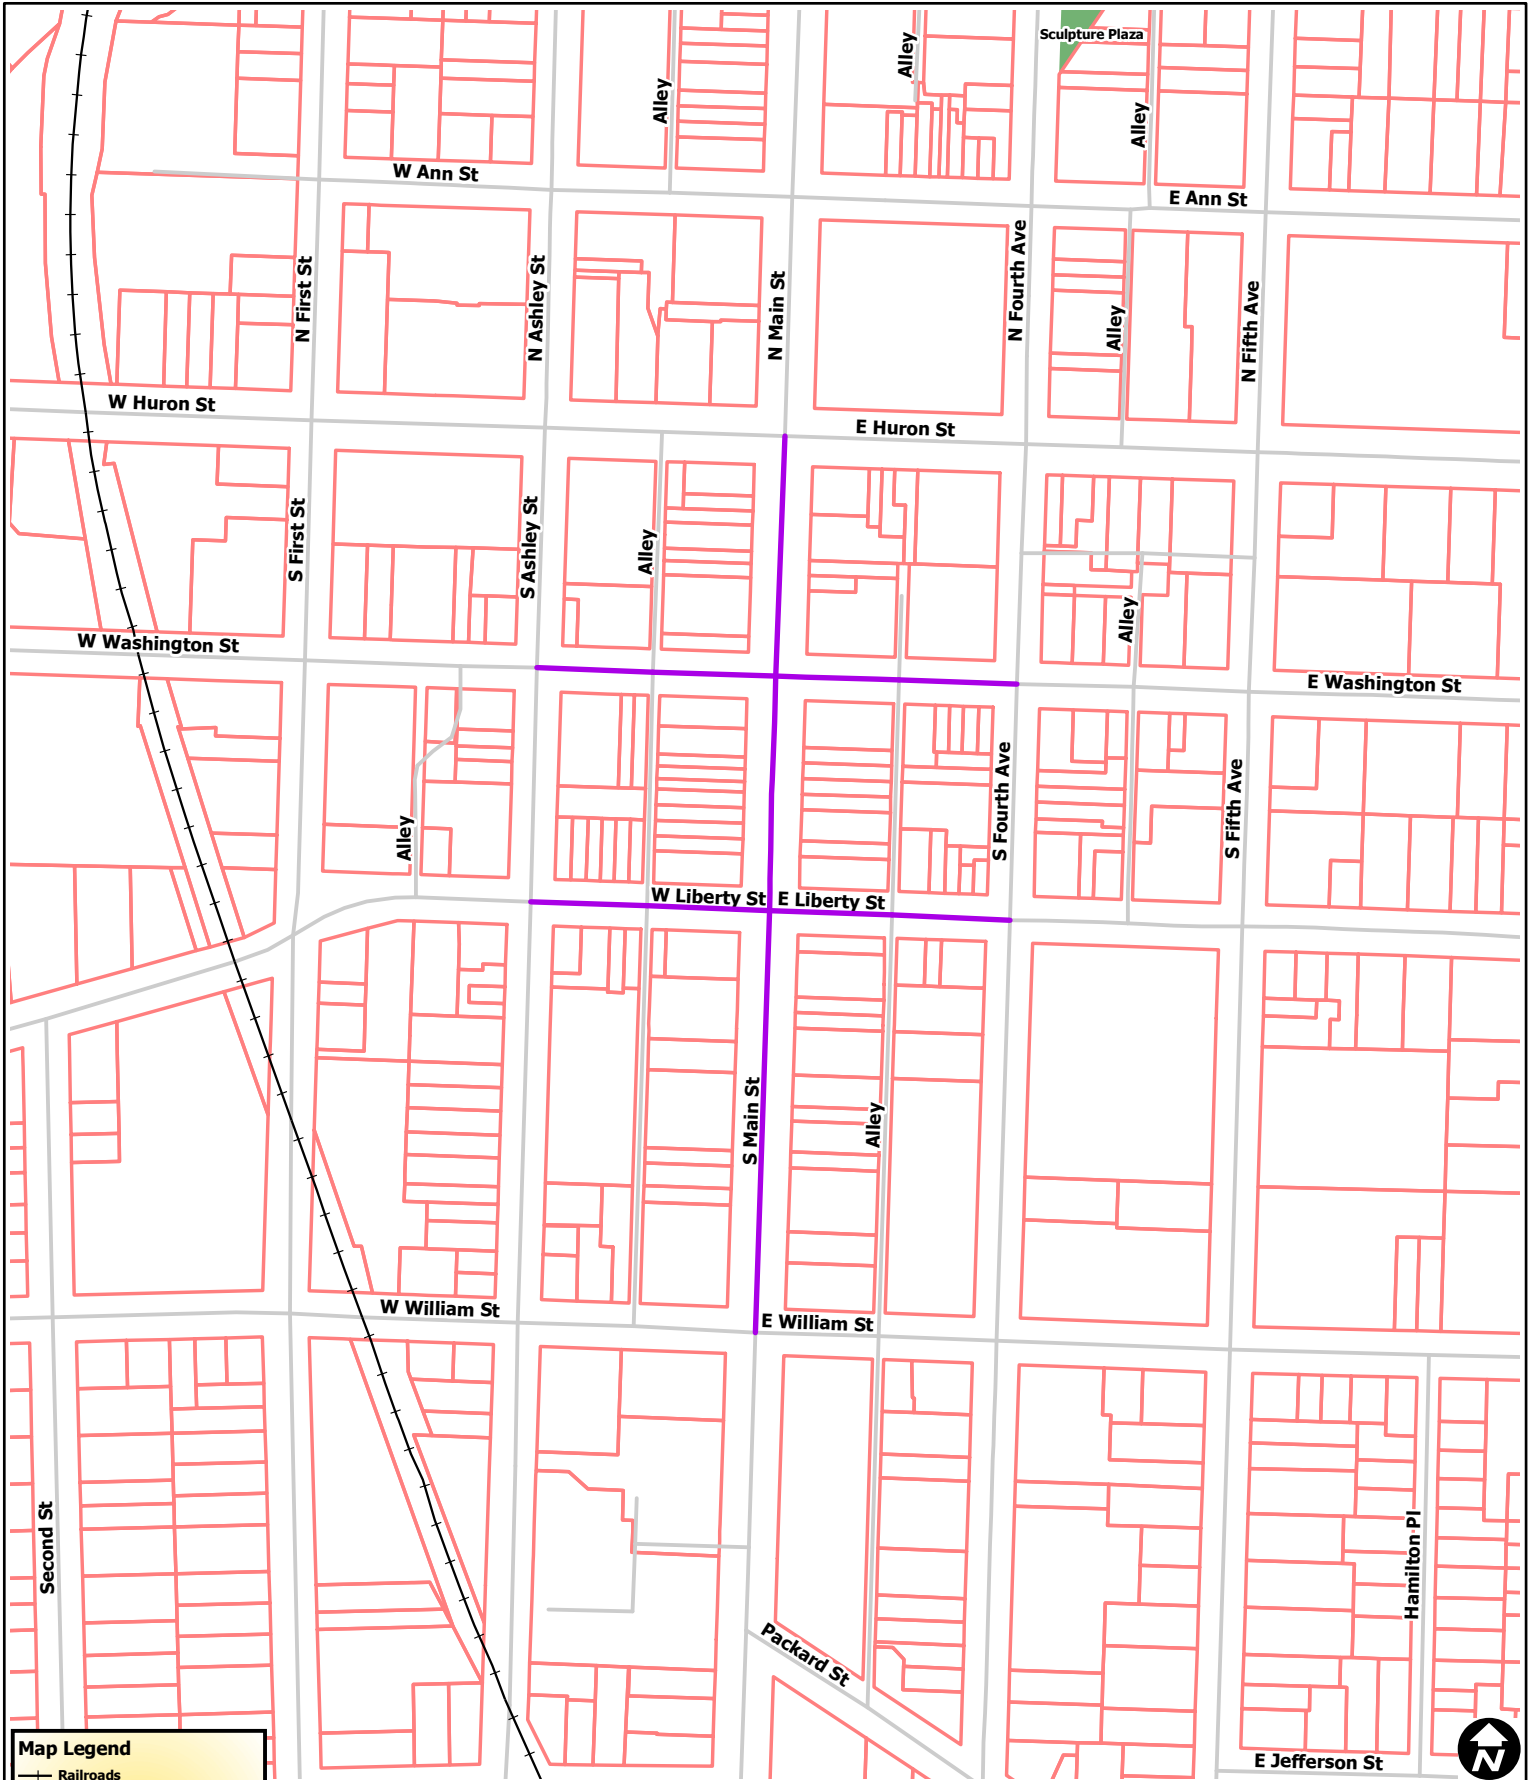 Sculpture Plaza
Alley
Alley
Alley
W Ann St
E Ann St
N First St
N Ashley St
N Main St
N Fourth Ave
Alley
N Fifth Ave
W Huron St
E Huron St
S First St
S Ashley St
Alley
Alley
W Washington St
E Washington St
Alley
S Fourth Ave
S Fifth Ave
W Liberty St
E Liberty St
S Main St
Alley
W William St
E William St
Second St
Hamilton Pl
Packard St
E Jefferson St
Map Legend
Railroads
N